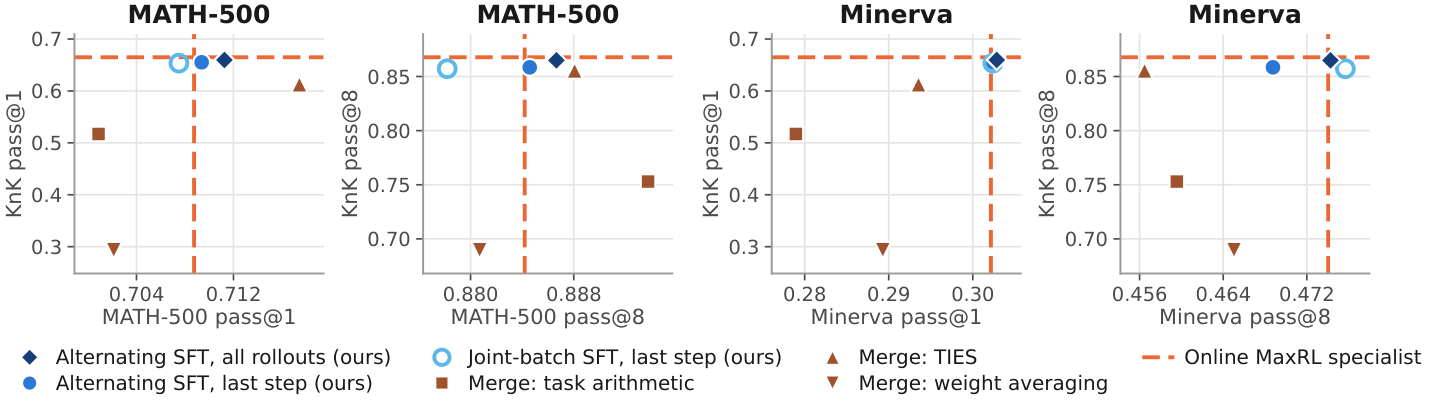 MATH-500
MATH-500
Minerva
Minerva
KnK pass@1
0.7
0.6
0.5
0.4
0.3
0.704
0.712
MATH-500 pass@1
KnK pass@8
0.85
0.80
0.75
0.70
0.880
0.888
MATH-500 pass@8
KnK pass@1
0.7
0.6
0.5
0.4
0.3
0.28
0.29
0.30
Minerva pass@1
KnK pass@8
0.85
0.80
0.75
0.70
0.456
0.464
0.472
Minerva pass@8
Alternating SFT, all rollouts (ours)
Alternating SFT, last step (ours)
Joint-batch SFT, last step (ours)
Merge: task arithmetic
Merge: TIES
Merge: weight averaging
Online MaxRL specialist